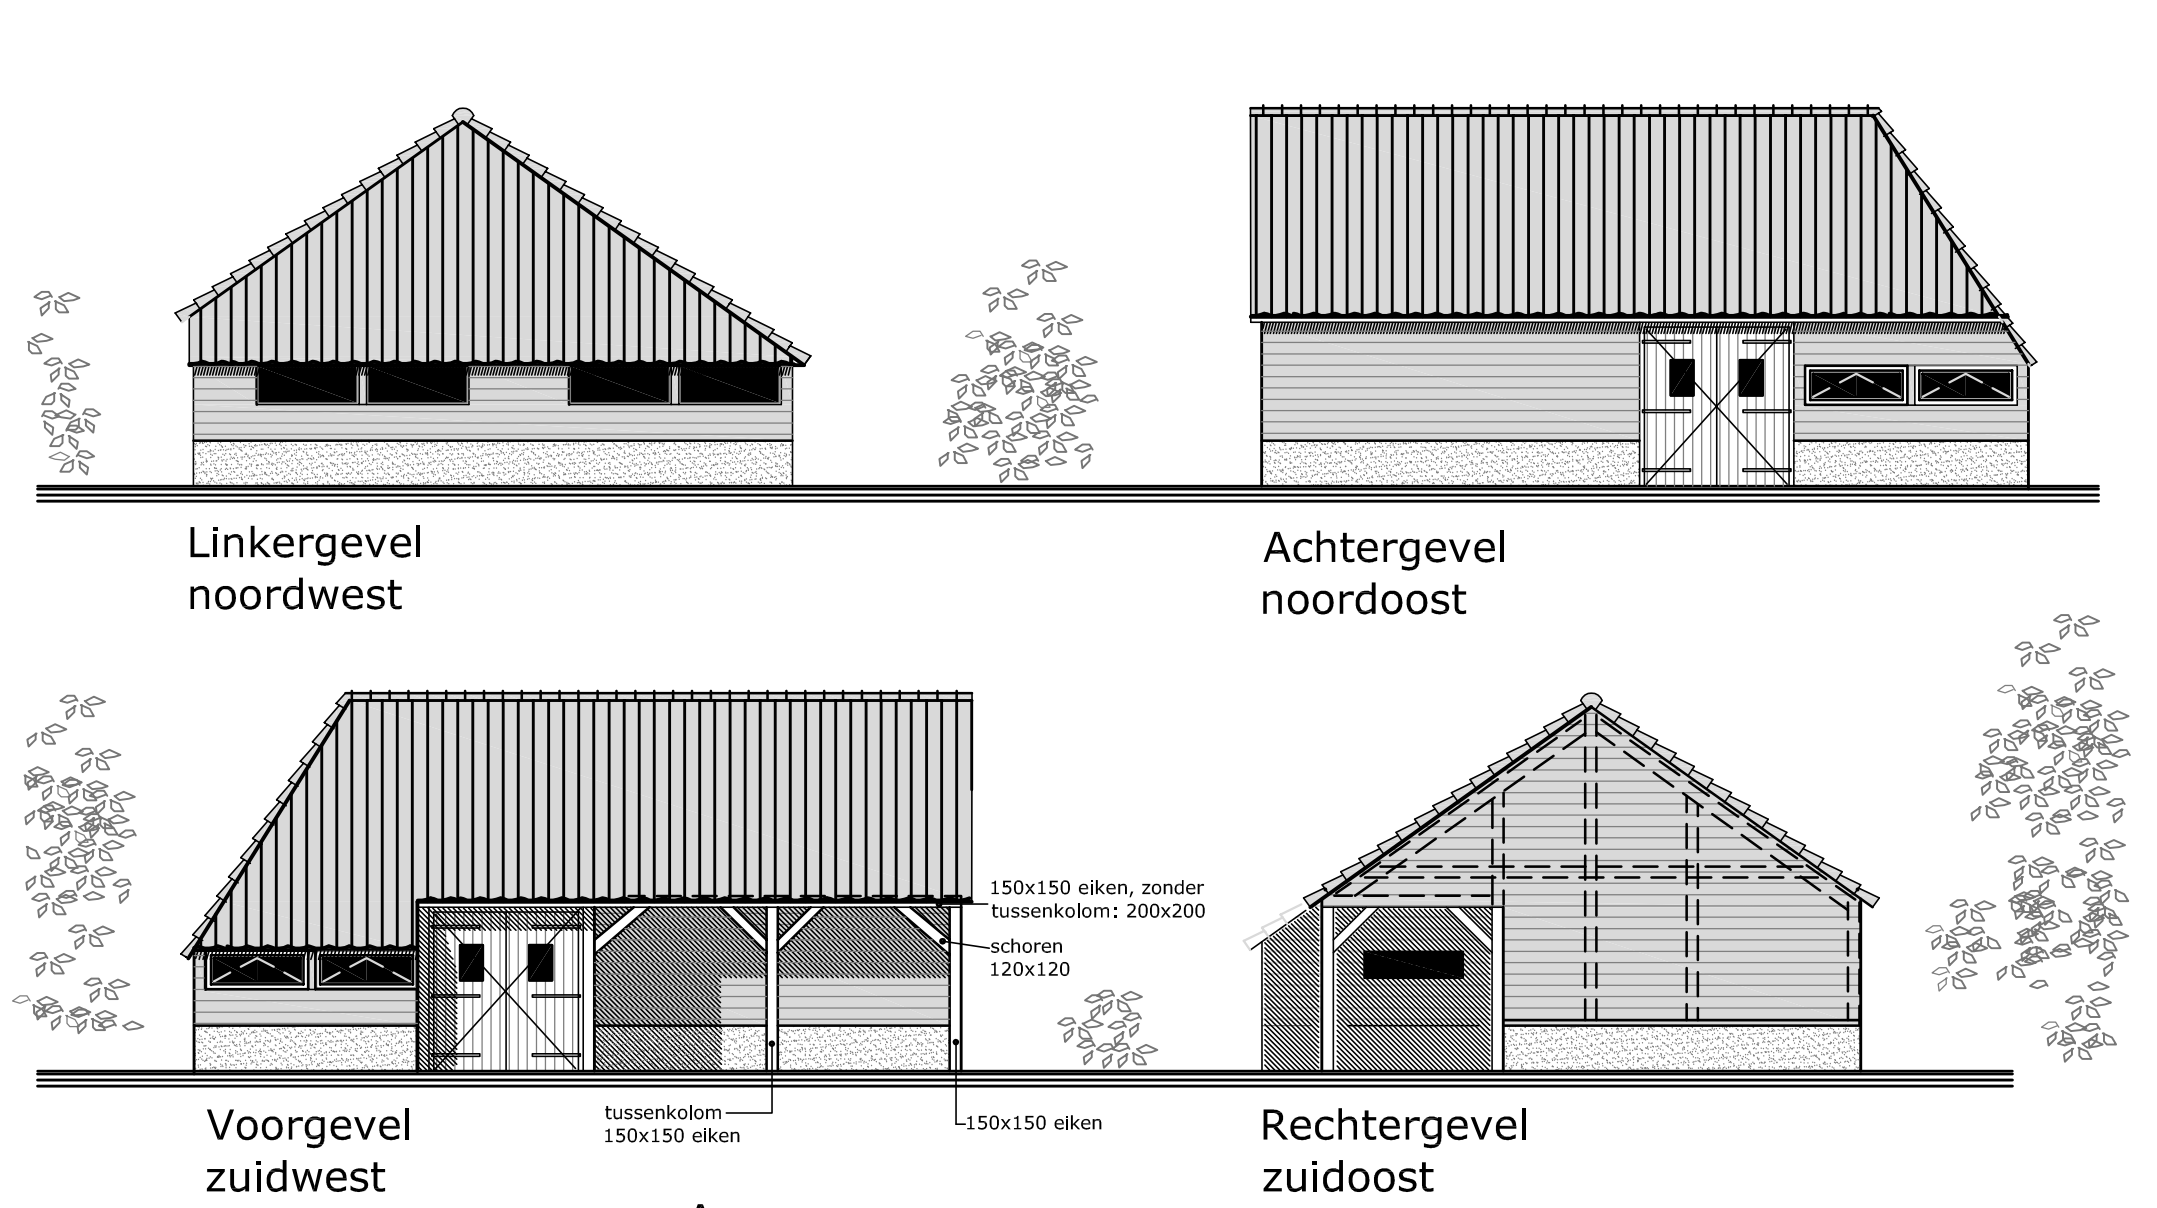 Linkergevel
noordwest
Achtergevel
noordoost
150x150 eiken, zonder
tussenkolom: 200x200
schoren
120x120
tussenkolom
150x150 eiken
150x150 eiken
Voorgevel
zuidwest
Rechtergevel
zuidoost